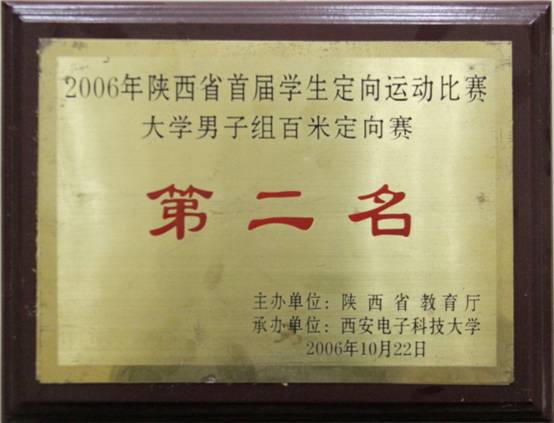 2006年陕西省首届学生定向运动比赛
大学男子组百米定向赛
第二名
主办单位：陕西省教育厅
承办单位：西安电子科技大学
2006年10月22日